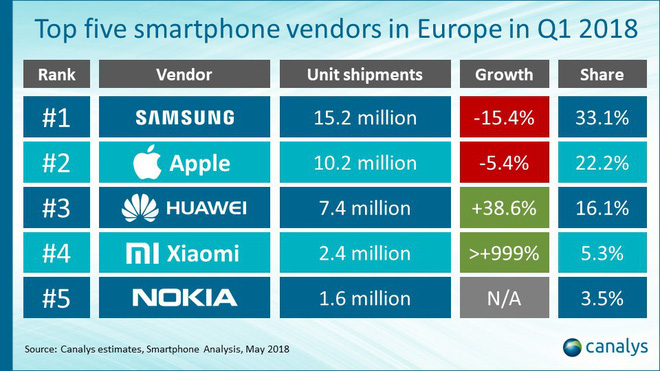 Top five smartphone vendors in Europe in Q1 2018
Rank Vendor Unit shipments Growth Share
#1 SAMSUNG 15.2 million -15.4% 33.1%
#2 Apple 10.2 million -5.4% 22.2%
#3 HUAWEI 7.4 million +38.6% 16.1%
#4 MI Xiaomi 2.4 million >+999% 5.3%
#5 NOKIA 1.6 million N/A 3.5%
Source: Canalys estimates, Smartphone Analysis, May 2018
canalys